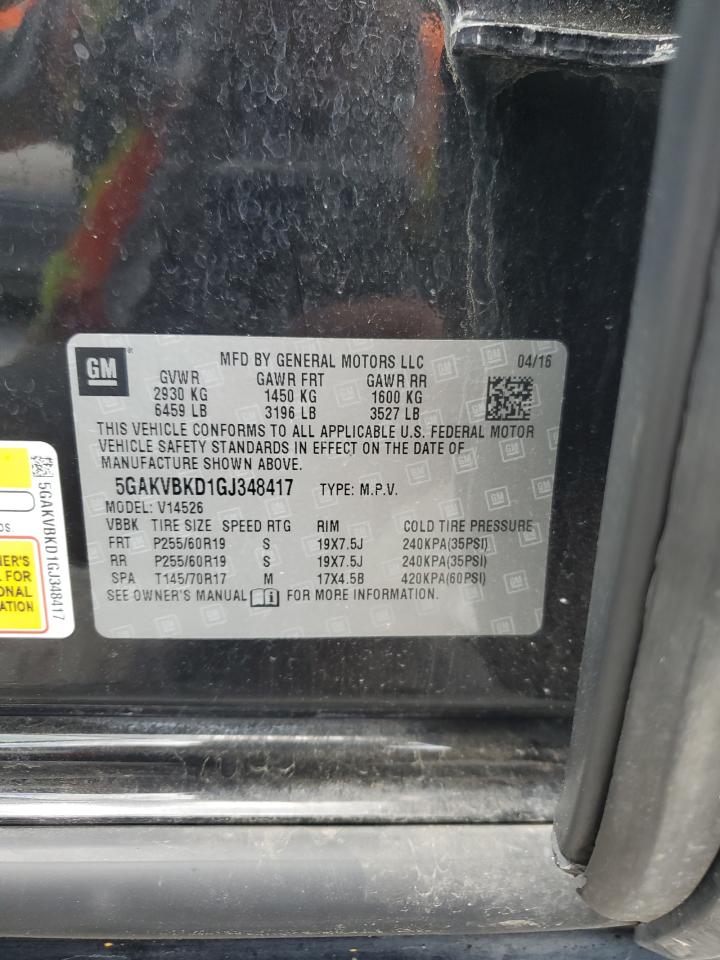 GM
MFD BY GENERAL MOTORS LLC 04/16
GVWR GAWR FRT GAWR RR
2930 KG 1450 KG 1600 KG
6459 LB 3196 LB 3527 LB
THIS VEHICLE CONFORMS TO ALL APPLICABLE U.S. FEDERAL MOTOR
VEHICLE SAFETY STANDARDS IN EFFECT ON THE DATE OF
MANUFACTURE SHOWN ABOVE.
5GAKVBKD1GJ348417 TYPE: M.P.V.
MODEL: V14526
VBBK TIRE SIZE SPEED RTG RIM COLD TIRE PRESSURE
FRT P255/60R19 S 19X7.5J 240KPA(35PSI)
RR P255/60R19 S 19X7.5J 240KPA(35PSI)
SPA T145/70R17 M 17X4.5B 420KPA(60PSI)
SEE OWNER'S MANUAL i FOR MORE INFORMATION.
5GAKVBKD1GJ348417